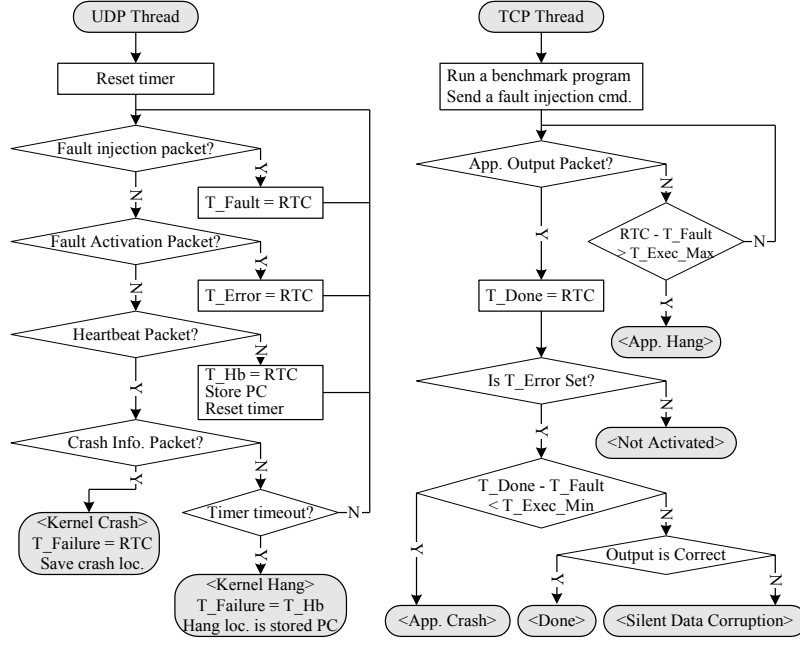 UDP Thread
Reset timer
Fault injection packet?
Y
T_Fault = RTC
N
Fault Activation Packet?
Y
T_Error = RTC
N
Heartbeat Packet?
N
T_Hb = RTC
Store PC
Reset timer
Y
Crash Info. Packet?
Y
N
<Kernel Crash>
T_Failure = RTC
Save crash loc.
Timer timeout?
N
Y
<Kernel Hang>
T_Failure = T_Hb
Hang loc. is stored PC
TCP Thread
Run a benchmark program
Send a fault injection cmd.
App. Output Packet?
N
RTC - T_Fault
> T_Exec_Max
N
Y
<App. Hang>
Y
T_Done = RTC
Is T_Error Set?
N
<Not Activated>
Y
T_Done - T_Fault
< T_Exec_Min
Y
N
Output is Correct
Y
N
<App. Crash>
<Done>
<Silent Data Corruption>